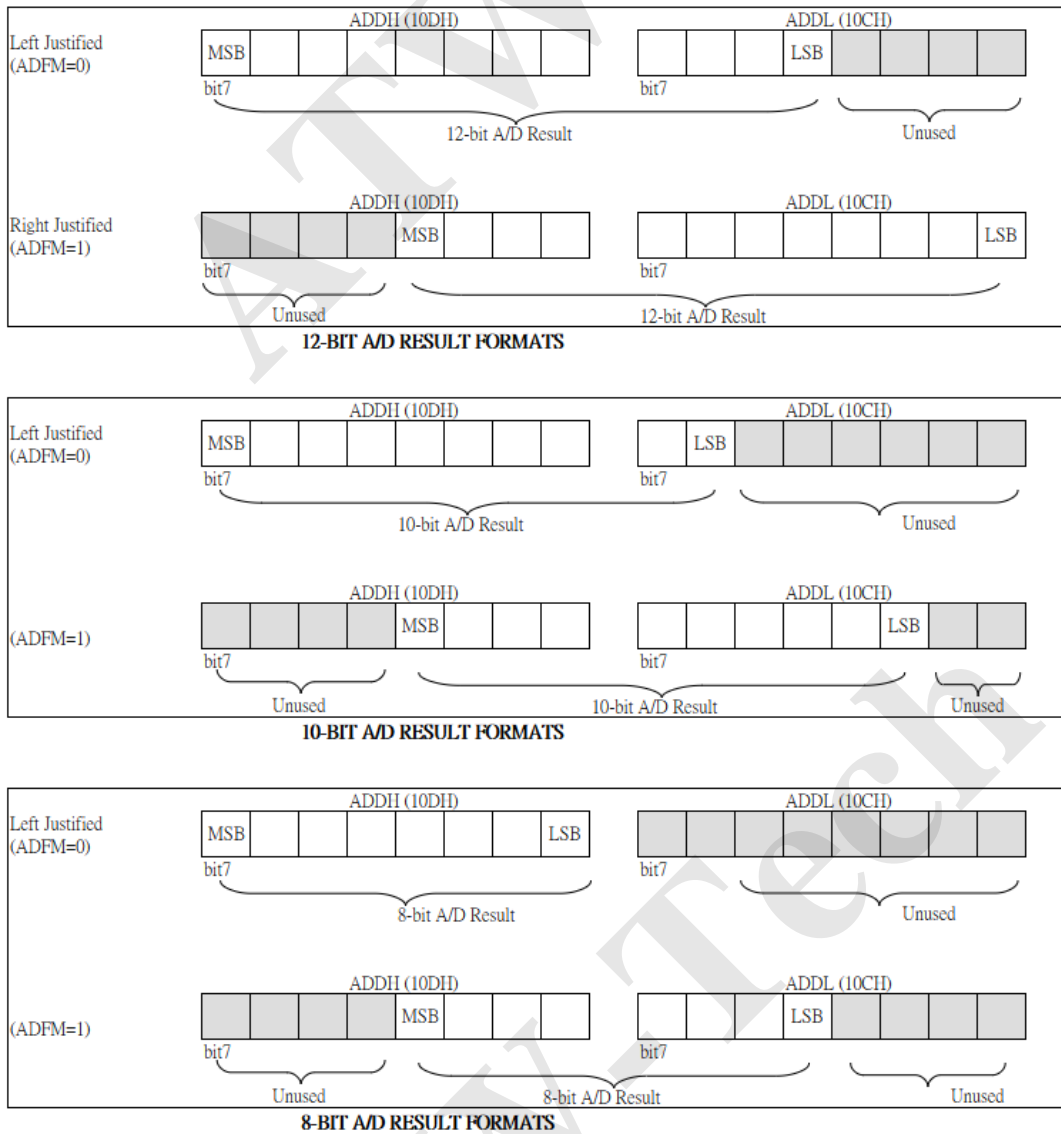 ADDH (10DH) ADDL (10CH)
Left Justified
(ADFM=0)
MSB LSB
bit7 bit7
12-bit A/D Result Unused
ADDH (10DH) ADDL (10CH)
Right Justified
(ADFM=1)
MSB LSB
bit7 bit7
Unused 12-bit A/D Result
12-BIT A/D RESULT FORMATS
ADDH (10DH) ADDL (10CH)
Left Justified
(ADFM=0)
MSB LSB
bit7 bit7
10-bit A/D Result Unused
ADDH (10DH) ADDL (10CH)
(ADFM=1)
MSB LSB
bit7 bit7
Unused 10-bit A/D Result Unused
10-BIT A/D RESULT FORMATS
ADDH (10DH) ADDL (10CH)
Left Justified
(ADFM=0)
MSB LSB
bit7 bit7
8-bit A/D Result Unused
ADDH (10DH) ADDL (10CH)
(ADFM=1)
MSB LSB
bit7 bit7
Unused 8-bit A/D Result Unused
8-BIT A/D RESULT FORMATS
ATW
W-Tech